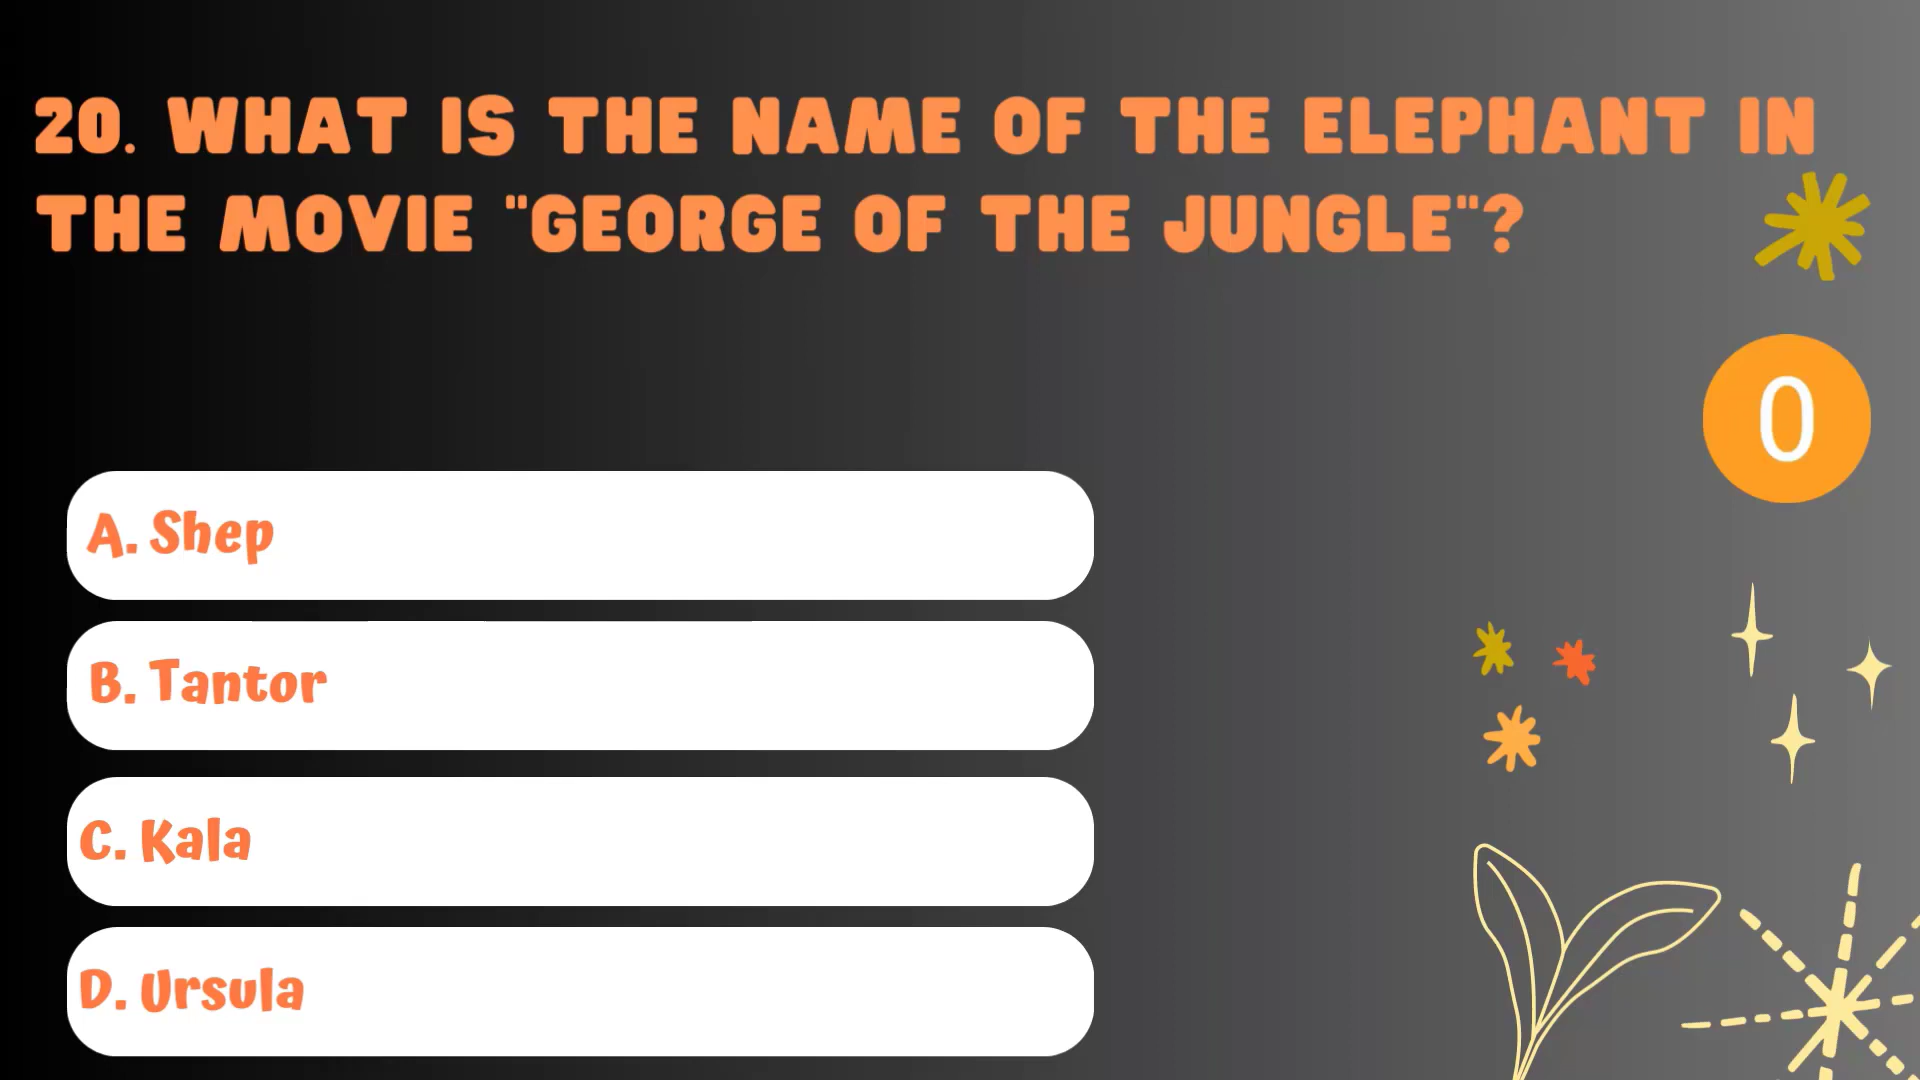 20. WHAT IS THE NAME OF THE ELEPHANT IN
THE MOVIE "GEORGE OF THE JUNGLE"?
0
A. Shep
B. Tantor
C. Kala
D. Ursula